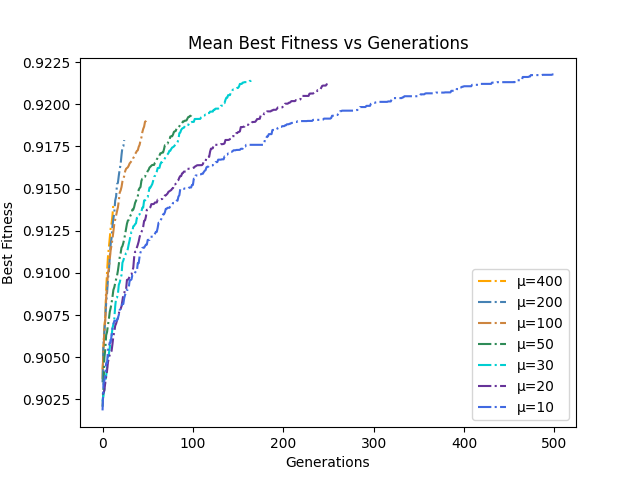 Mean Best Fitness vs Generations
0.9225
0.9200
0.9175
0.9150
0.9125
0.9100
0.9075
0.9050
0.9025
Best Fitness
μ=400
μ=200
μ=100
μ=50
μ=30
μ=20
μ=10
0 100 200 300 400 500
Generations